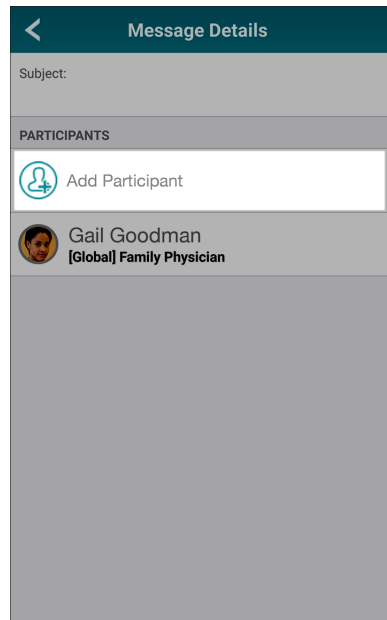 Message Details
Subject:
PARTICIPANTS
Add Participant
Gail Goodman
[Global] Family Physician